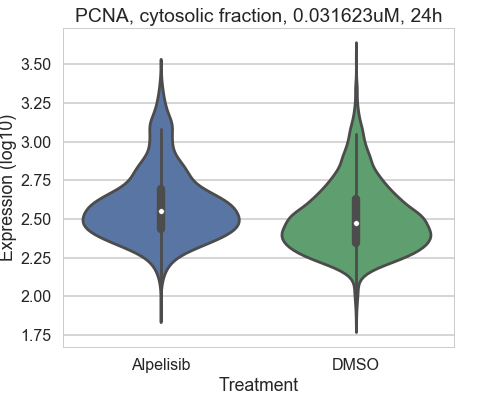 PCNA, cytosolic fraction, 0.031623uM, 24h
Expression (log10)
3.50
3.25
3.00
2.75
2.50
2.25
2.00
1.75
Alpelisib
DMSO
Treatment